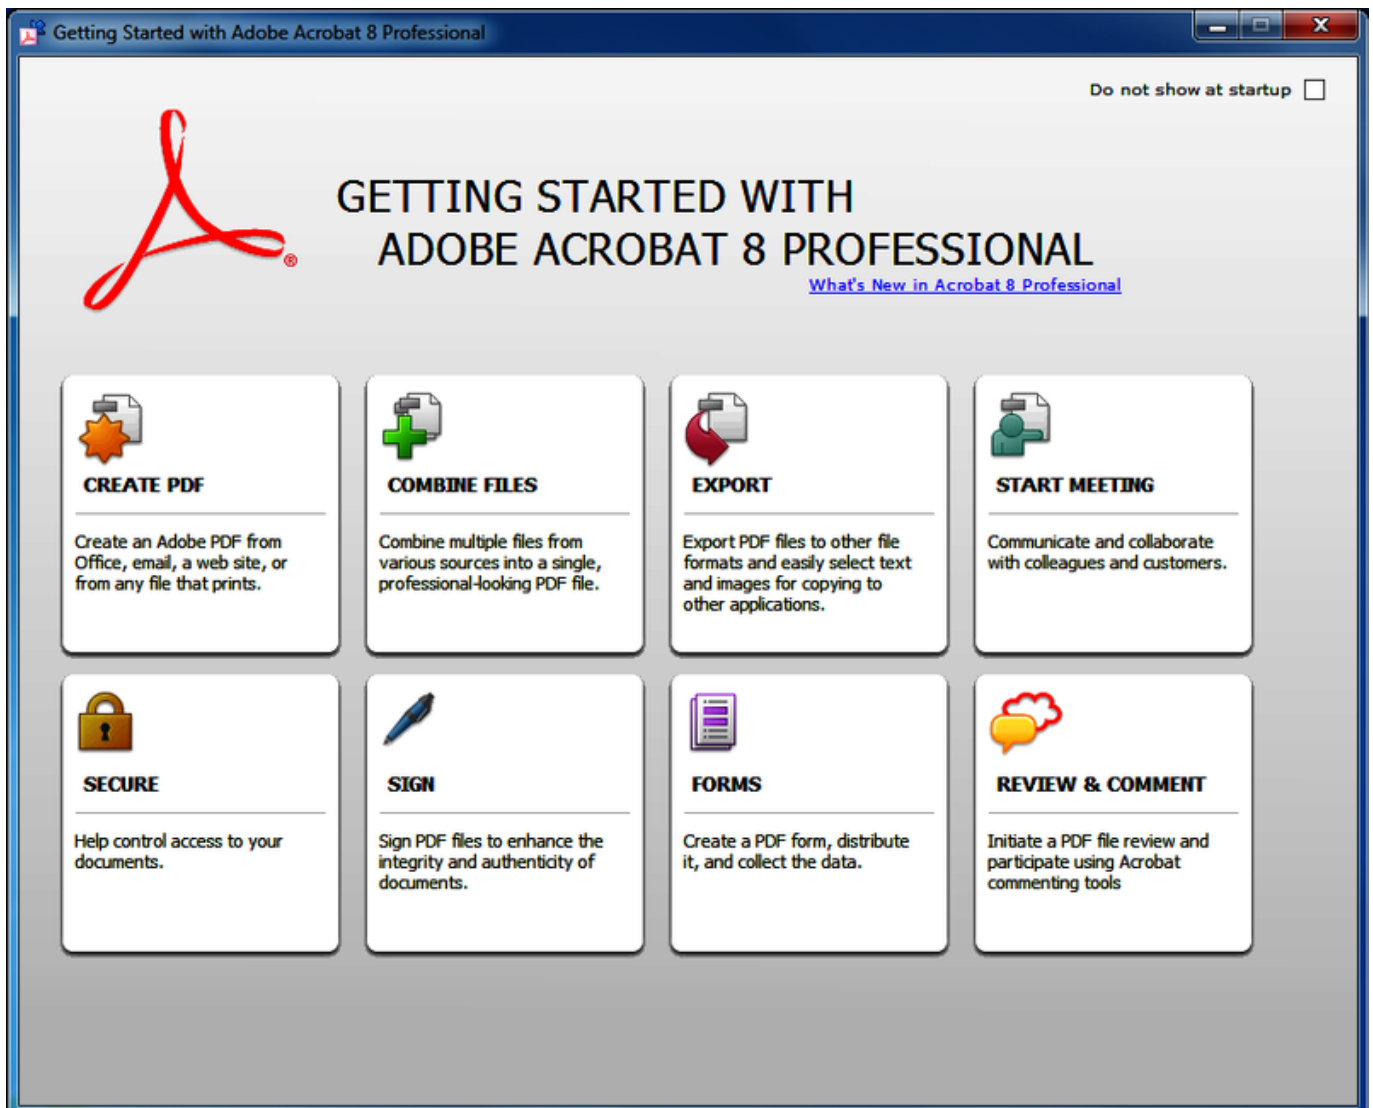 Getting Started with Adobe Acrobat 8 Professional
Do not show at startup
GETTING STARTED WITH
ADOBE ACROBAT 8 PROFESSIONAL
What's New in Acrobat 8 Professional
®
CREATE PDF
Create an Adobe PDF from
Office, email, a web site, or
from any file that prints.
COMBINE FILES
Combine multiple files from
various sources into a single,
professional-looking PDF file.
EXPORT
Export PDF files to other file
formats and easily select text
and images for copying to
other applications.
START MEETING
Communicate and collaborate
with colleagues and customers.
SECURE
Help control access to your
documents.
SIGN
Sign PDF files to enhance the
integrity and authenticity of
documents.
FORMS
Create a PDF form, distribute
it, and collect the data.
REVIEW & COMMENT
Initiate a PDF file review and
participate using Acrobat
commenting tools